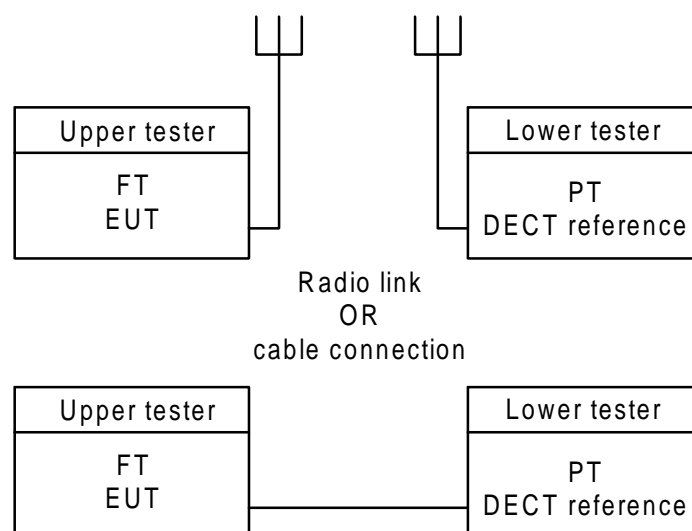 Upper tester
FT
EUT
Lower tester
PT
DECT reference
Radio link
OR
cable connection
Upper tester
FT
EUT
Lower tester
PT
DECT reference